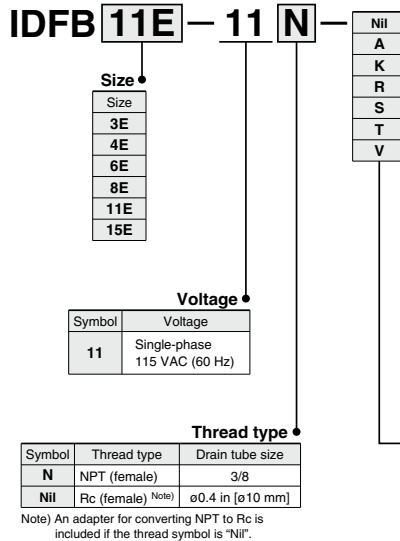 IDFB 11E — 11 N —
Nil
A
K
R
S
T
V
Size
Size
3E
4E
6E
8E
11E
15E
Voltage
Symbol Voltage
11 Single-phase
115 VAC (60 Hz)
Thread type
Symbol Thread type Drain tube size
N NPT (female) 3/8
Nil Rc (female) Note) ø0.4 in [ø10 mm]
Note) An adapter for converting NPT to Rc is
included if the thread symbol is “Nil”.